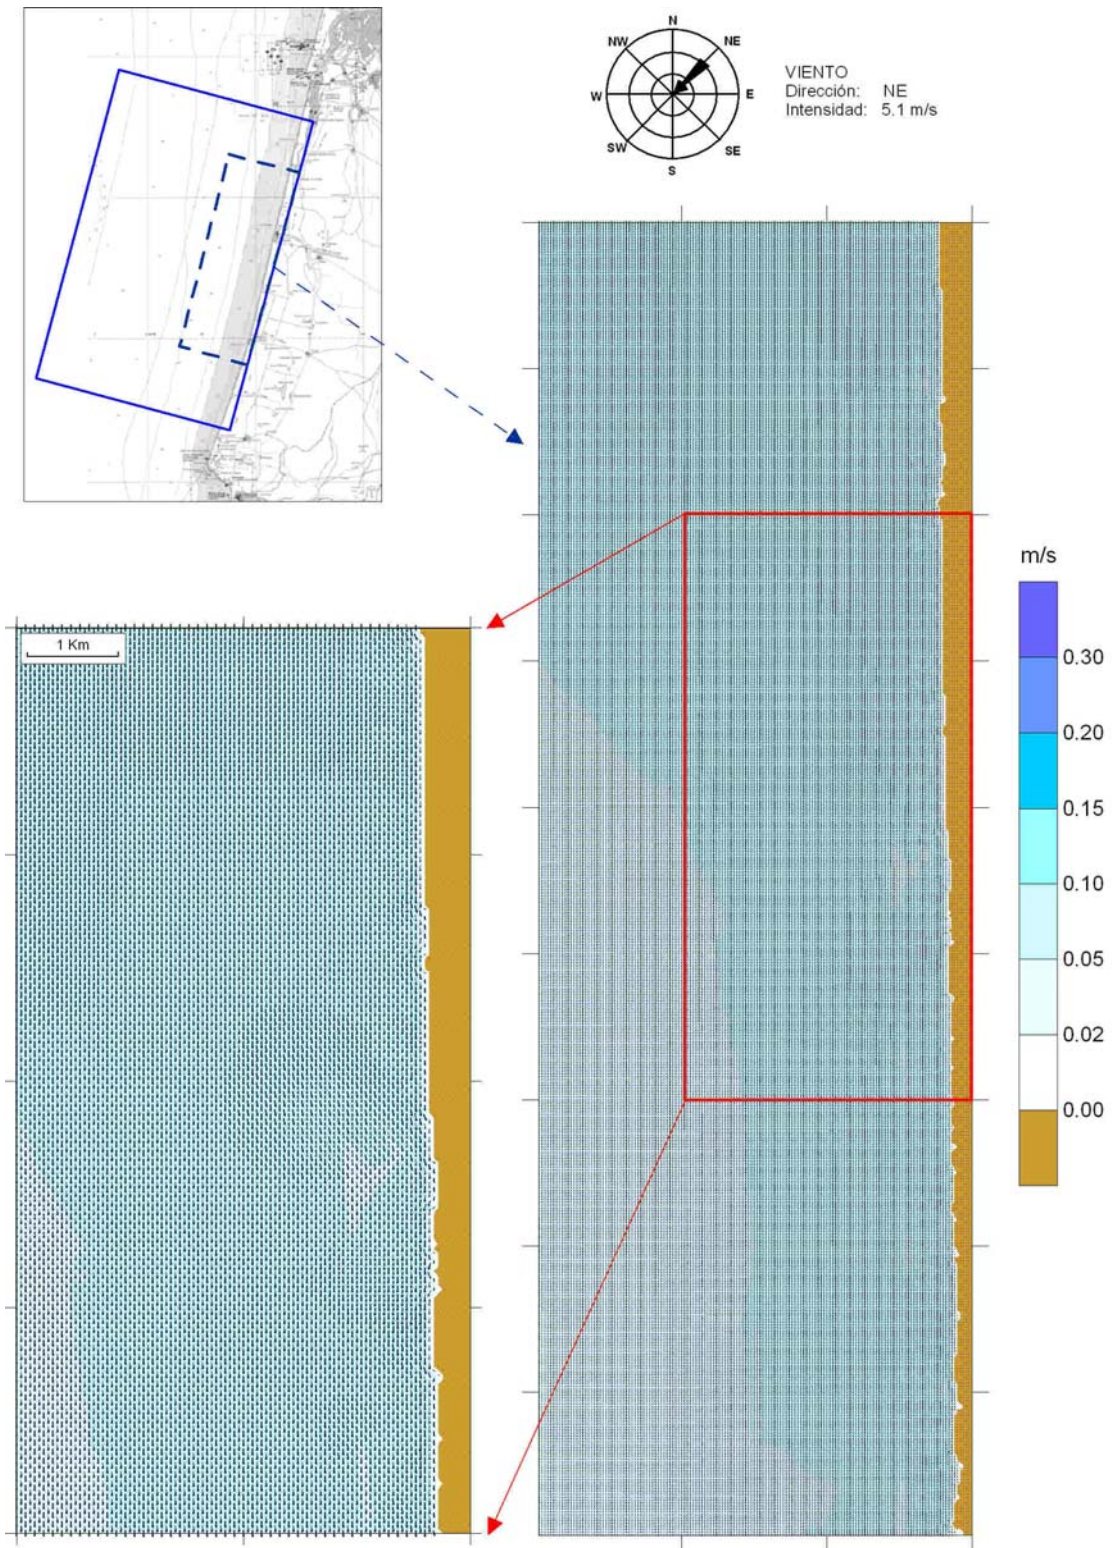 N
NW
NE
W
E
SW
SE
S
VIENTO
Dirección: NE
Intensidad: 5.1 m/s
m/s
0.30
0.20
0.15
0.10
0.05
0.02
0.00
1 Km